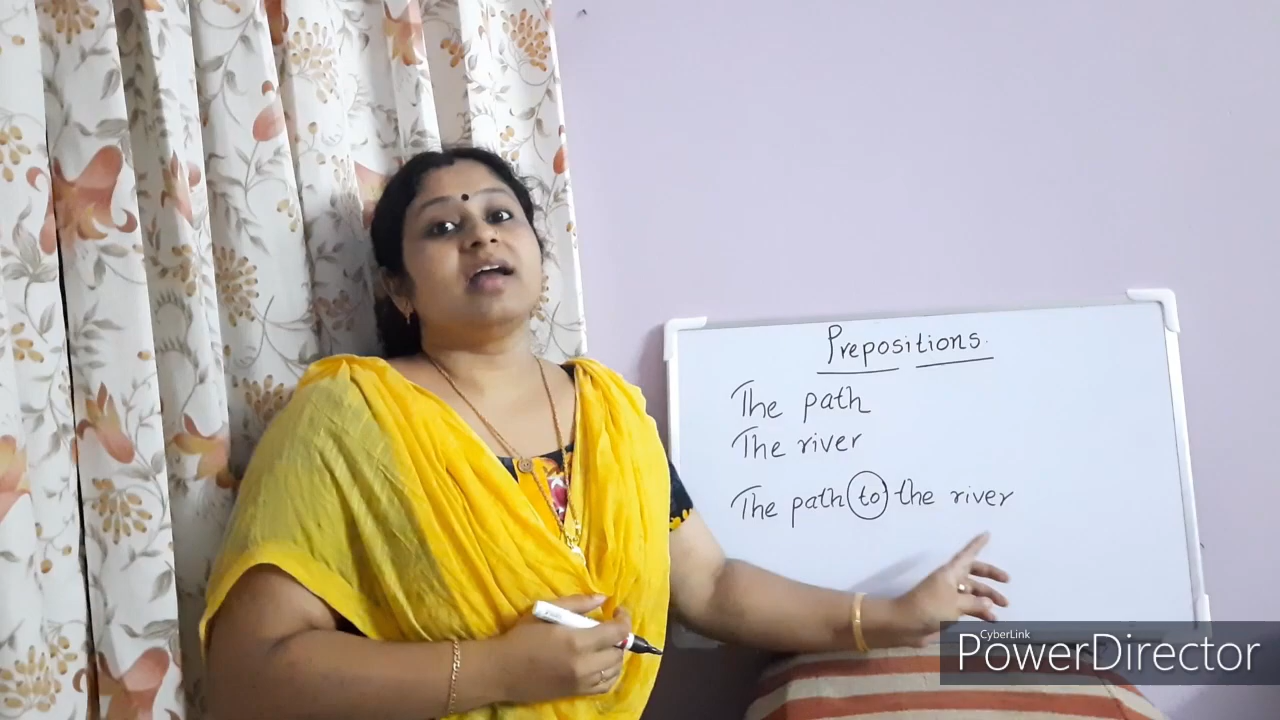 Prepositions.
The path
The river
The path to the river
CyberLink
PowerDirector